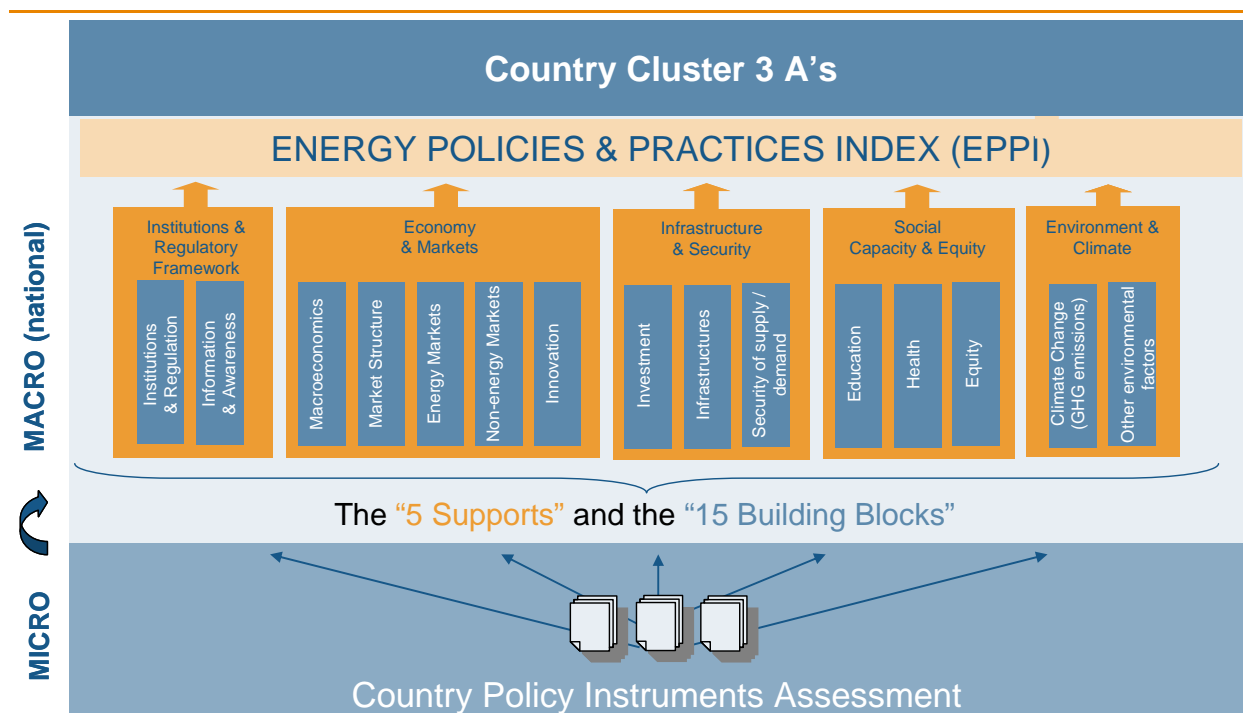 Country Cluster 3 A's
ENERGY POLICIES & PRACTICES INDEX (EPPI)
MACRO (national)
Institutions &
Regulatory
Framework
Institutions
& Regulation
Information
& Awareness
Economy
& Markets
Macroeconomics
Market Structure
Energy Markets
Non-energy Markets
Innovation
Infrastructure
& Security
Investment
Infrastructures
Security of supply /
demand
Social
Capacity & Equity
Education
Health
Equity
Environment &
Climate
Climate Change
(GHG emissions)
Other environmental
factors
The “5 Supports” and the “15 Building Blocks”
MICRO
Country Policy Instruments Assessment